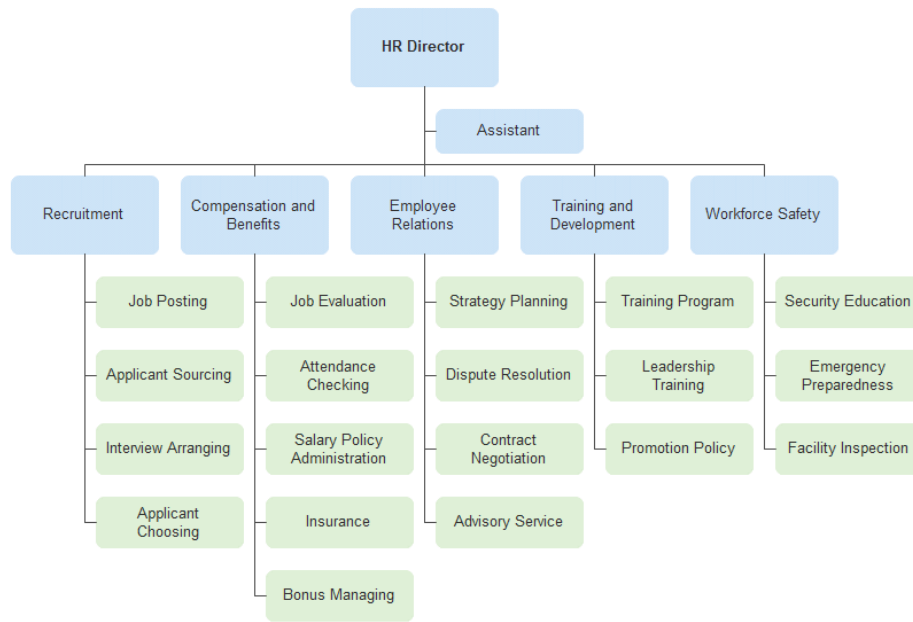 HR Director
Assistant
Recruitment
Compensation and
Benefits
Employee
Relations
Training and
Development
Workforce Safety
Job Posting
Applicant Sourcing
Interview Arranging
Applicant
Choosing
Job Evaluation
Attendance
Checking
Salary Policy
Administration
Insurance
Bonus Managing
Strategy Planning
Dispute Resolution
Contract
Negotiation
Advisory Service
Training Program
Leadership
Training
Promotion Policy
Security Education
Emergency
Preparedness
Facility Inspection